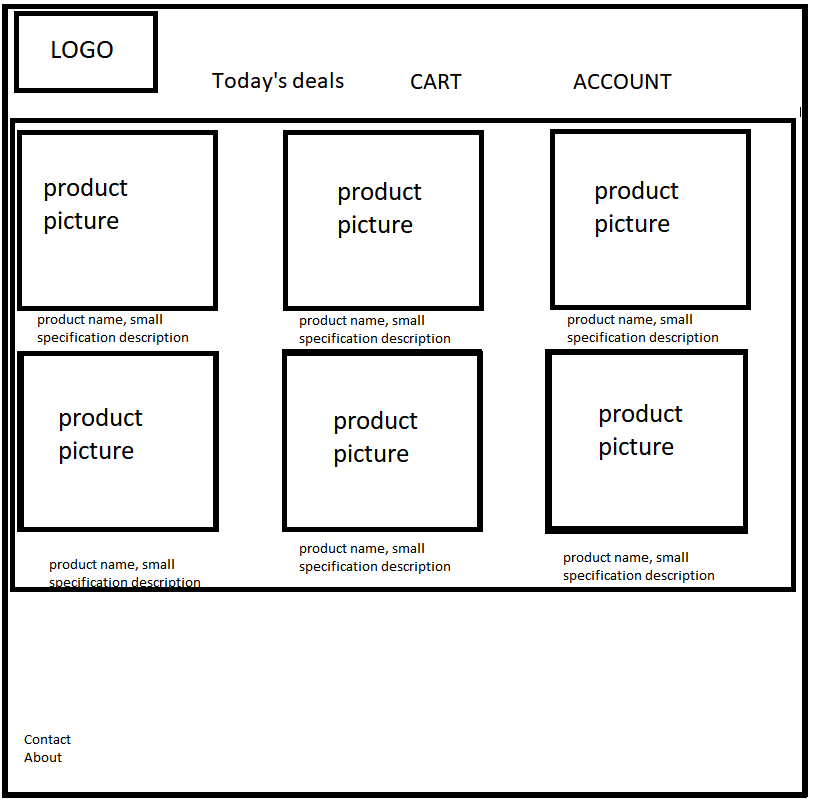 LOGO
Today's deals
CART
ACCOUNT
product
picture
product
picture
product
picture
product name, small
specification description
product name, small
specification description
product name, small
specification description
product
picture
product
picture
product
picture
product name, small
specification description
product name, small
specification description
product name, small
specification description
Contact
About